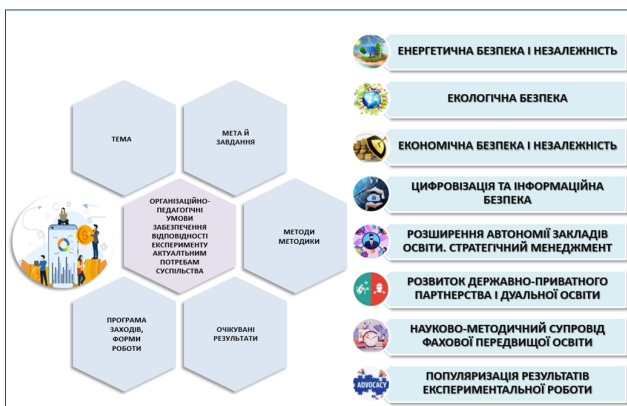 ТЕМА
МЕТА Й
ЗАВДАННЯ
ОРГАНІЗАЦІЙНО-
ПЕДАГОГІЧНІ
УМОВИ
ЗАБЕЗПЕЧЕННЯ
ВІДПОВІДНОСТІ
ЕКСПЕРИМЕНТУ
АКТУАЛЬНИМ
ПОТРЕБАМ
СУСПІЛЬСТВА
МЕТОДИ
МЕТОДИКИ
ПРОГРАМА
ЗАХОДІВ,
ФОРМИ
РОБОТИ
ОЧІКУВАНІ
РЕЗУЛЬТАТИ
ЕНЕРГЕТИЧНА БЕЗПЕКА І НЕЗАЛЕЖНІСТЬ
ЕКОЛОГІЧНА БЕЗПЕКА
ЕКОНОМІЧНА БЕЗПЕКА І НЕЗАЛЕЖНІСТЬ
ЦИФРОВІЗАЦІЯ ТА ІНФОРМАЦІЙНА
БЕЗПЕКА
РОЗШИРЕННЯ АВТОНОМІЇ ЗАКЛАДІВ
ОСВІТИ. СТРАТЕГІЧНИЙ МЕНЕДЖМЕНТ
РОЗВИТОК ДЕРЖАВНО-ПРИВАТНОГО
ПАРТНЕРСТВА І ДУАЛЬНОЇ ОСВІТИ
НАУКОВО-МЕТОДИЧНИЙ СУПРОВІД
ФАХОВОЇ ПЕРЕДВИЩОЇ ОСВІТИ
ADVOCACY
ПОПУЛЯРИЗАЦІЯ РЕЗУЛЬТАТІВ
ЕКСПЕРИМЕНТАЛЬНОЇ РОБОТИ